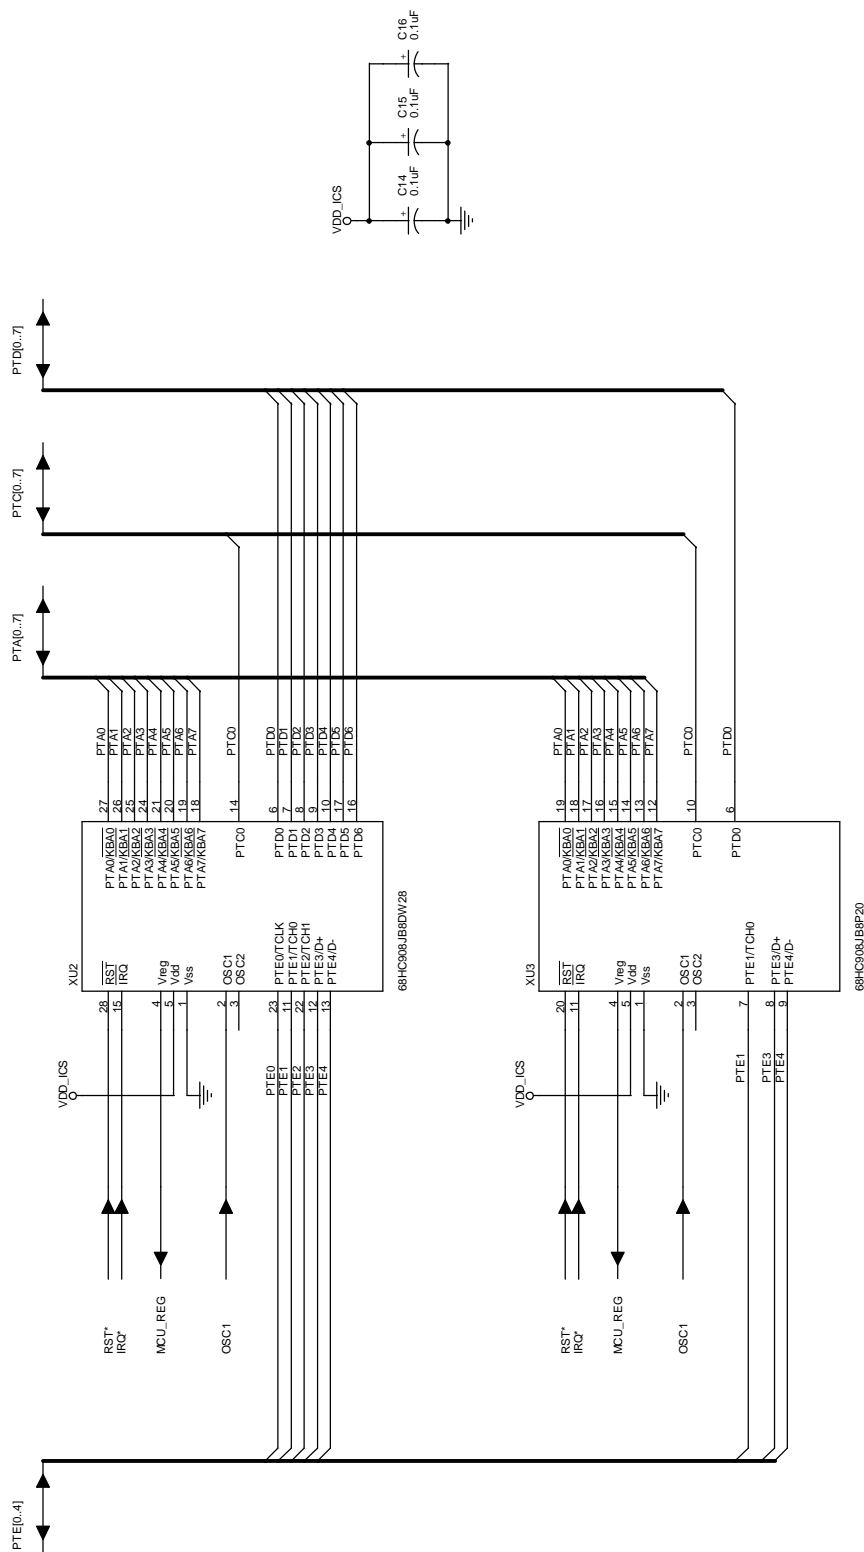 PTE[0..4]
RST*
IRQ*
MCU_REG
OSC1
VDD_ICS
PTE0
PTE1
PTE2
PTE3
PTE4
28
15
4
5
1
2
3
23
11
22
12
13
XU2
RST
IRQ
Vreg
Vdd
Vss
OSC1
OSC2
PTE0/TCLK
PTE1/TCH0
PTE2/TCH1
PTE3/D+
PTE4/D-
PTA0/KBA0
PTA1/KBA1
PTA2/KBA2
PTA3/KBA3
PTA4/KBA4
PTA5/KBA5
PTA6/KBA6
PTA7/KBA7
PTC0
PTD0
PTD1
PTD2
PTD3
PTD4
PTD5
PTD6
68HC908JB8DW28
27
26
25
24
21
20
19
18
14
6
7
8
9
10
17
16
PTA0
PTA1
PTA2
PTA3
PTA4
PTA5
PTA6
PTA7
PTC0
PTD0
PTD1
PTD2
PTD3
PTD4
PTD5
PTD6
PTA[0..7]
PTC[0..7]
PTD[0..7]
VDD_ICS
C14
0.1uF
C15
0.1uF
C16
0.1uF
+
+
+
RST*
IRQ*
MCU_REG
OSC1
VDD_ICS
PTE1
PTE3
PTE4
20
11
4
5
1
2
3
7
8
9
XU3
RST
IRQ
Vreg
Vdd
Vss
OSC1
OSC2
PTE1/TCH0
PTE3/D+
PTE4/D-
PTA0/KBA0
PTA1/KBA1
PTA2/KBA2
PTA3/KBA3
PTA4/KBA4
PTA5/KBA5
PTA6/KBA6
PTA7/KBA7
PTC0
PTD0
68HC908JB8P20
19
18
17
16
15
14
13
12
10
6
PTA0
PTA1
PTA2
PTA3
PTA4
PTA5
PTA6
PTA7
PTC0
PTD0